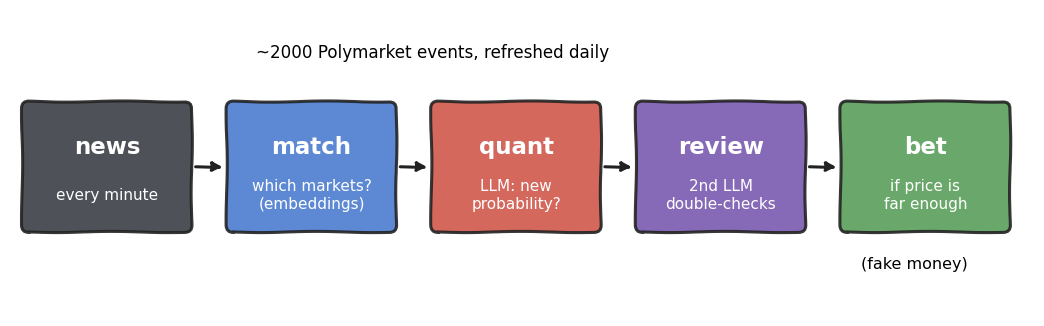 ~2000 Polymarket events, refreshed daily
news
every minute
match
which markets?
(embeddings)
quant
LLM: new
probability?
review
2nd LLM
double-checks
bet
if price is
far enough
(fake money)